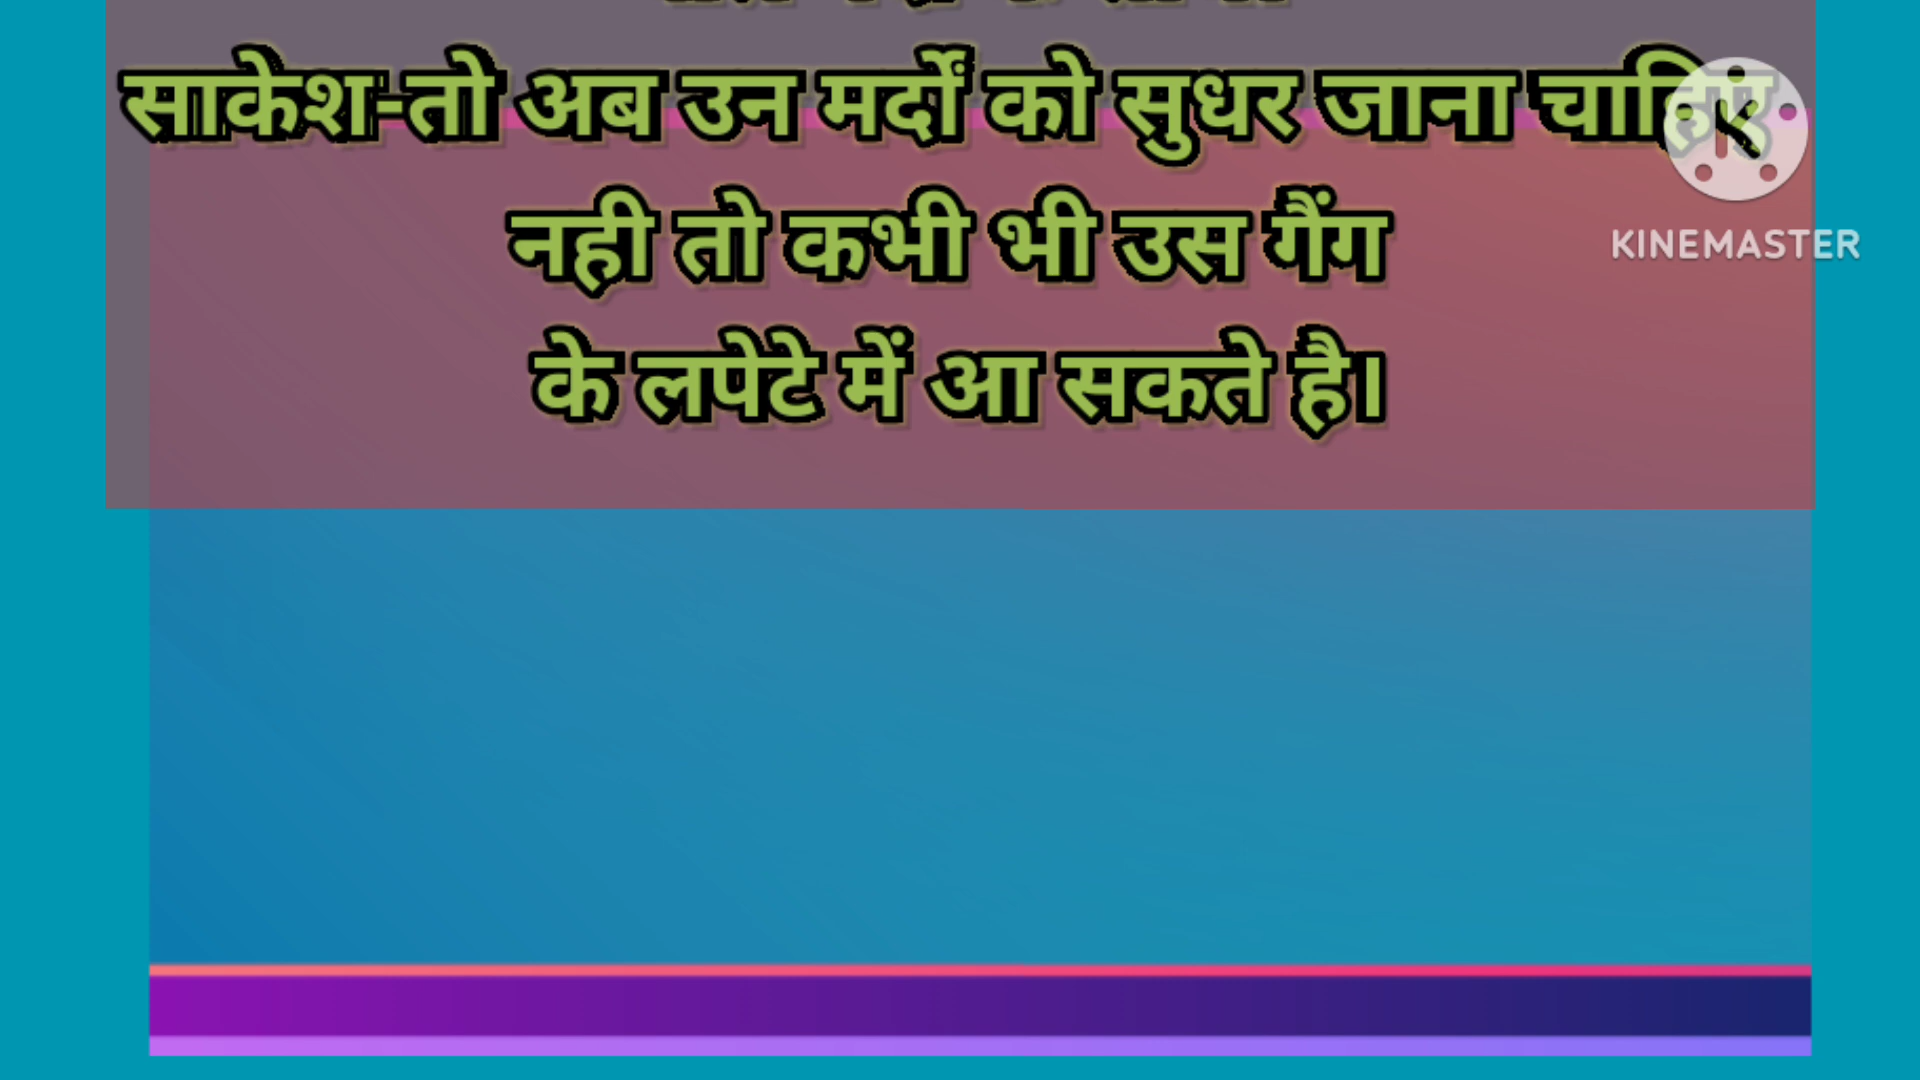 साकेश-तो अब उन मर्दों को सुधर जाना चाहिए
नही तो कभी भी उस गैंग
के लपेटे में आ सकते है।
KINEMASTER